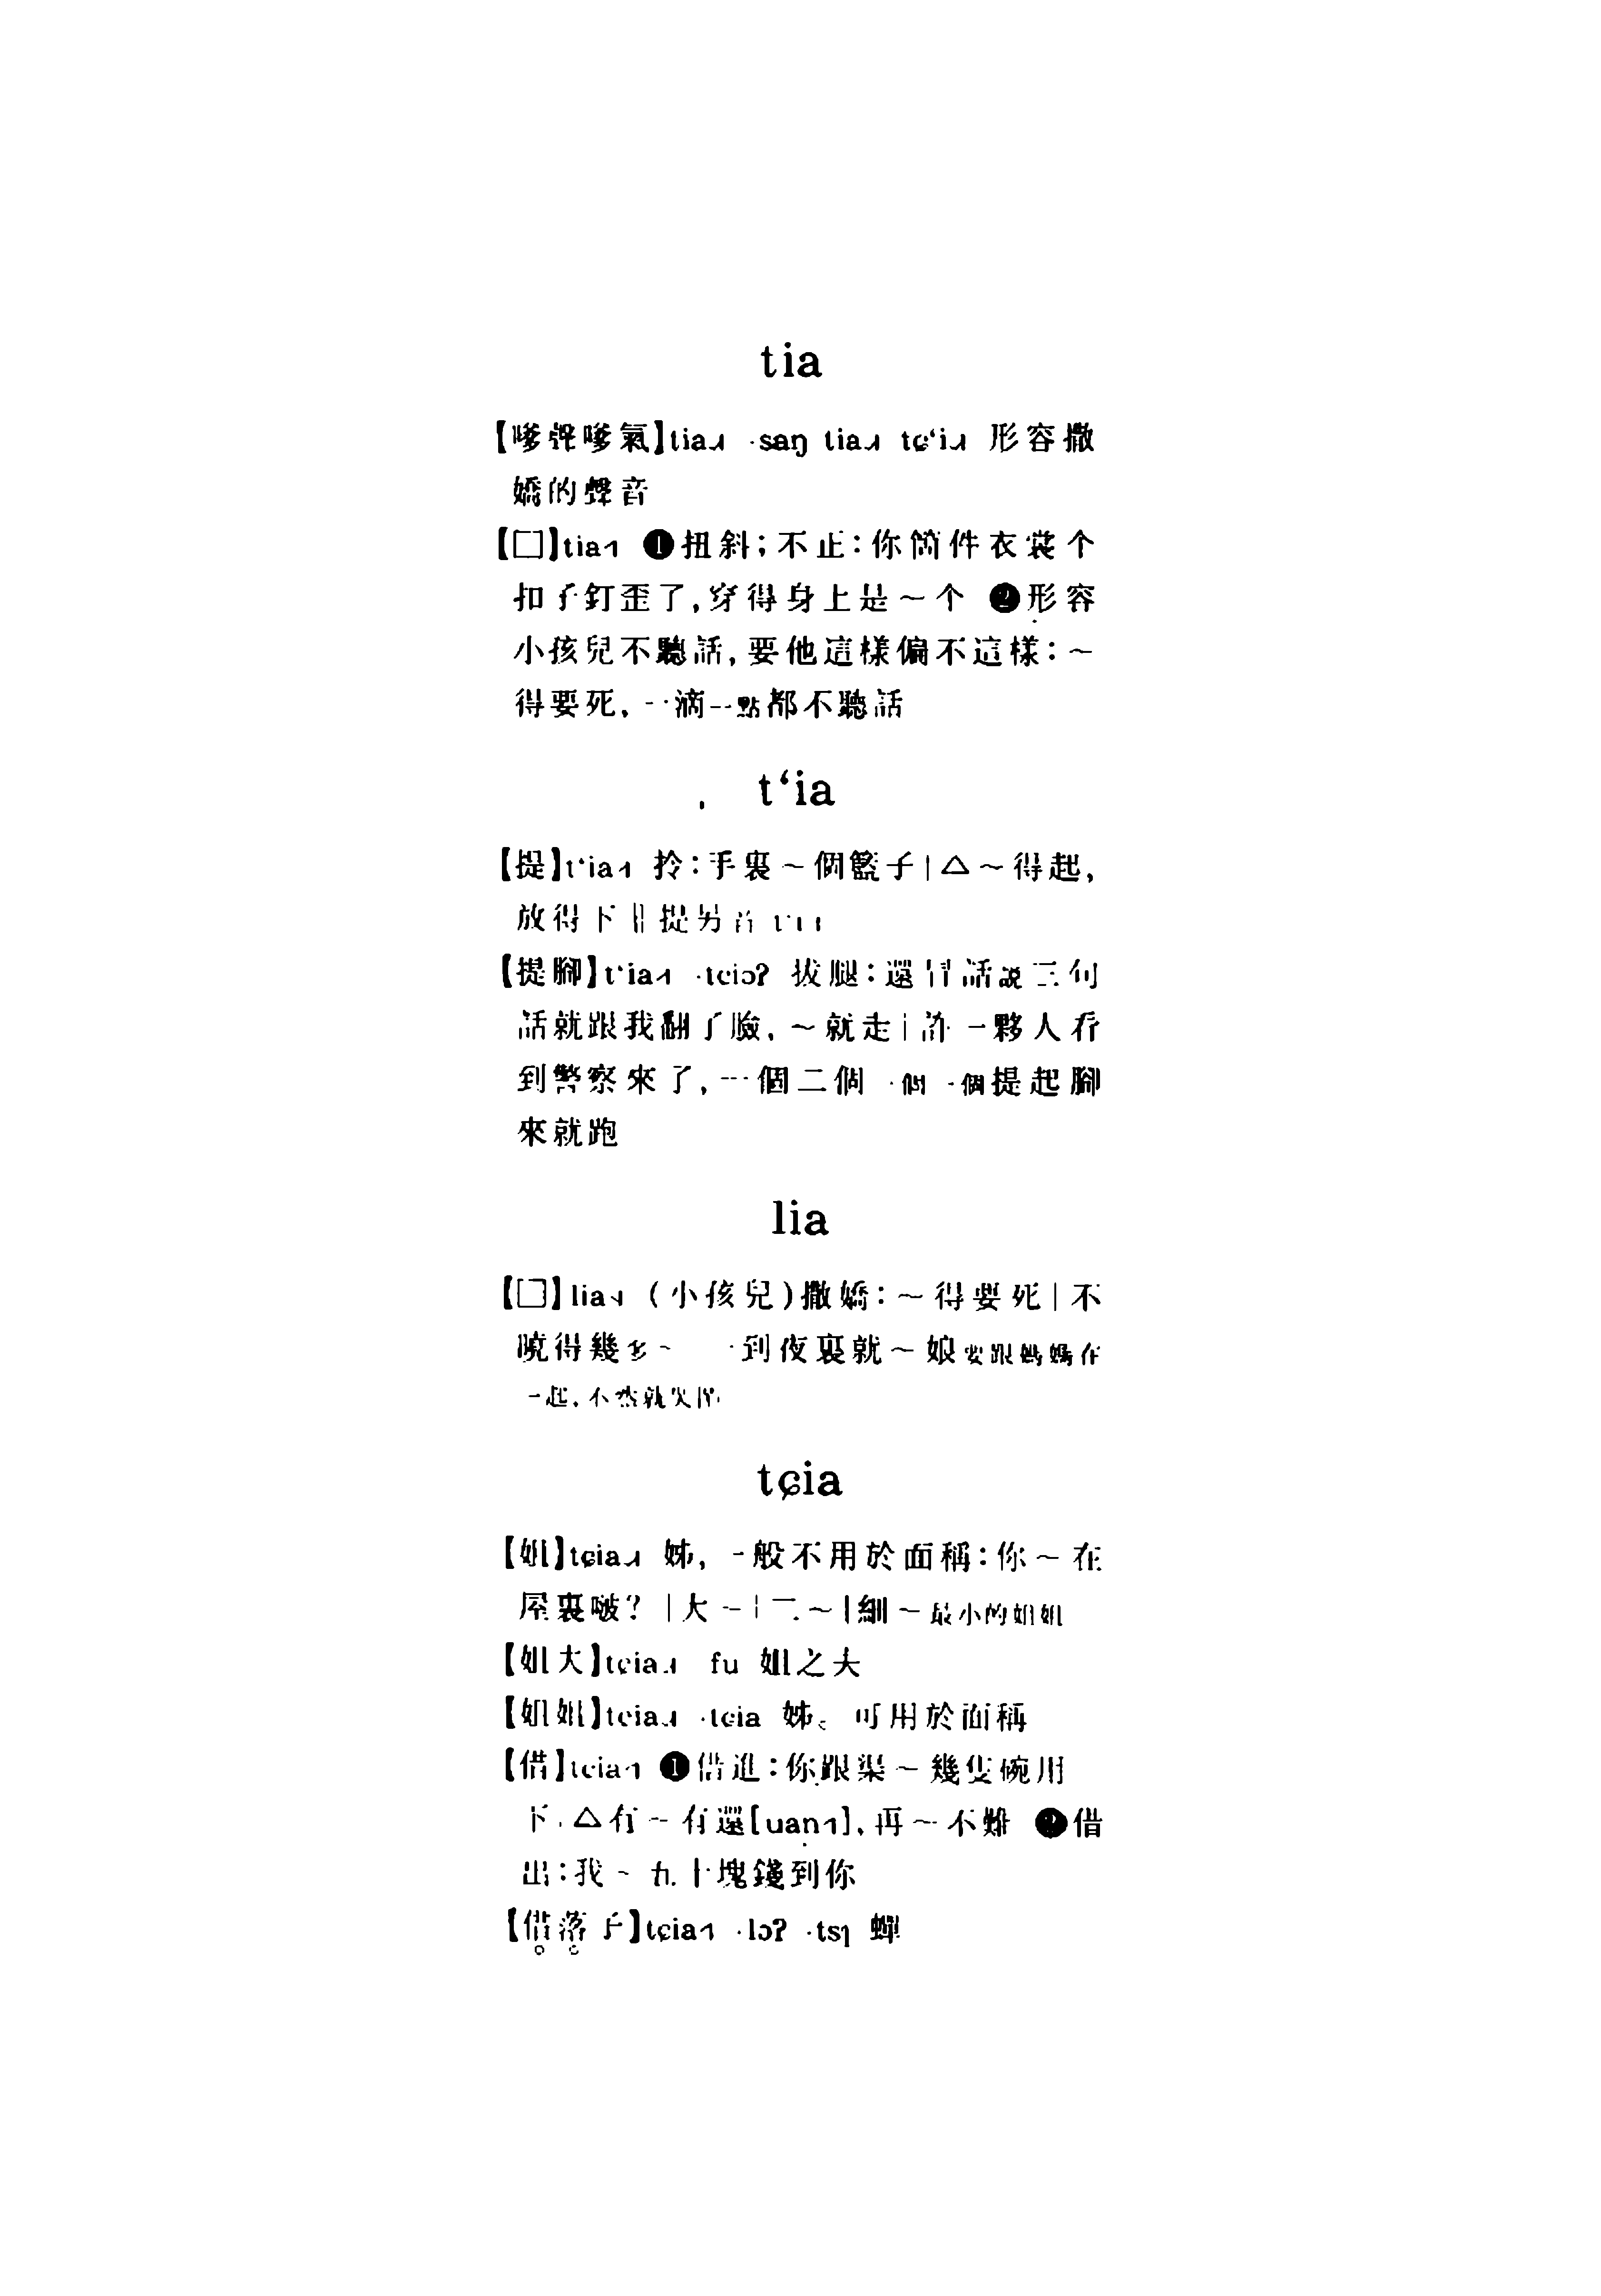 tia
【嗲聲嗲氣】tia˩ ·saŋ tia˩ tɕ‘i˩ 形容撒
嬌的聲音
【□】tia˥ ❶扭斜；不正：你箇件衣裳个
扣子釘歪了，穿得身上是～个 ❷形容
小孩兒不聽話，要他這樣偏不這樣：～
得要死，一滴一點都不聽話
t‘ia
【提】t‘ia˥ 拎：手裏～個籃子｜△～得起，
放得下‖提另音
【提腳】t‘ia˥ ·tɕiɔʔ 拔腿：還冒話說三句
話就跟我翻了臉，～就走｜許一夥人看
到警察來了，一個二個 個 個提起腳
來就跑
lia
【□】lia˧ （小孩兒）撒嬌：～得要死｜不
曉得幾多～ 一到夜裏就～娘要跟媽媽在
一起，不然就哭鬧
tɕia
【姐】tɕia˩ 姊，一般不用於面稱：你～在
屋裏啵？｜大～｜二～｜細～最小的姐姐
【姐夫】tɕia˩ fu 姐之夫
【姐姐】tɕia˩ ·tɕia 姊。可用於面稱
【借】tɕia˥ ❶借進：你跟渠～幾隻碗用
下｜△有～有還[uan˥]，再～不難 ❷借
出：我～九十塊錢到你
【借落子】tɕia˥ ·lɔʔ ·tsɿ 蟬